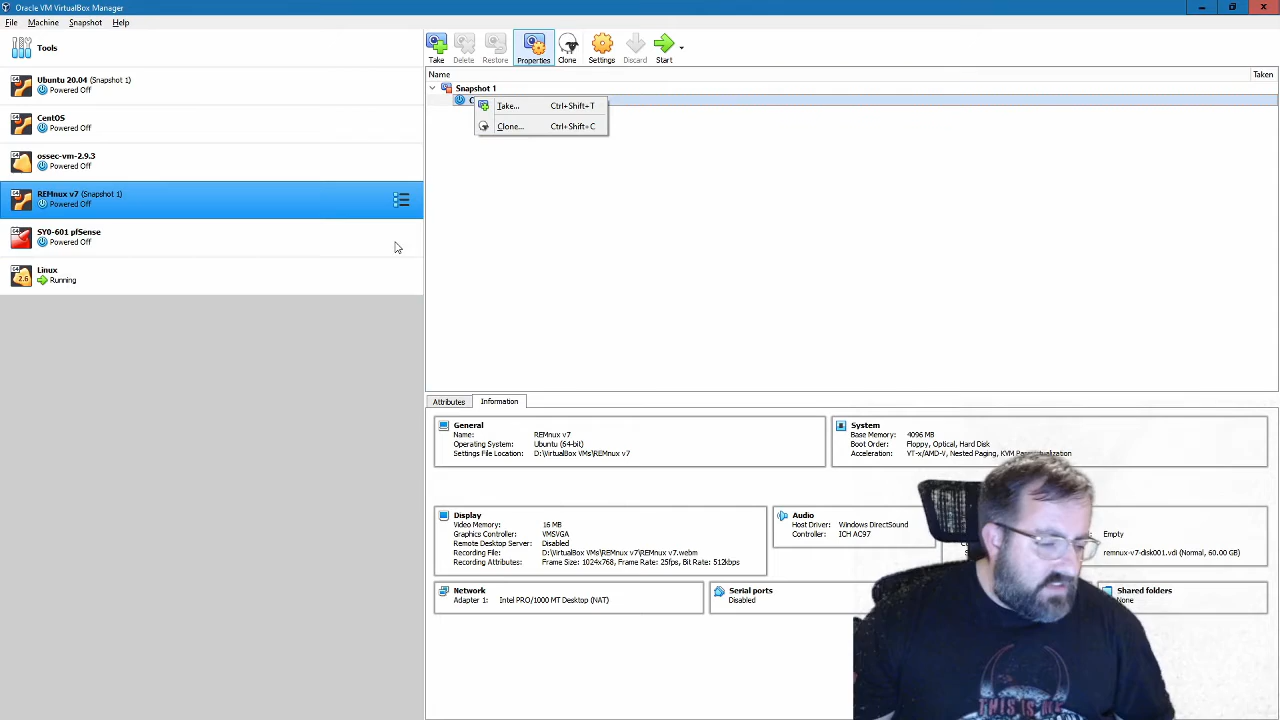 Oracle VM VirtualBox Manager
File Machine Snapshot Help
Tools
Ubuntu 20.04 (Snapshot 1)
Powered Off
CentOS
Powered Off
ossec-vm-2.9.3
Powered Off
REMnux v7 (Snapshot 1)
Powered Off
SY0-601 pfSense
Powered Off
Linux
Running
Take Delete Restore Properties Clone Settings Discard Start
Name Taken
Snapshot 1
Take... Ctrl+Shift+T
Clone... Ctrl+Shift+C
Attributes Information
General
Name: REMnux v7
Operating System: Ubuntu (64-bit)
Settings File Location: D:\VirtualBox VMs\REMnux v7
System
Base Memory: 4096 MB
Boot Order: Floppy, Optical, Hard Disk
Acceleration: VT-x/AMD-V, Nested Paging, KVM
Display
Video Memory: 16 MB
Graphics Controller: VMSVGA
Remote Desktop Server: Disabled
Recording File: D:\VirtualBox VMs\REMnux v7\REMnux v7.webm
Recording Attributes: Frame Size: 1024x768, Frame Rate: 25fps, Bit Rate: 512kbps
Audio
Host Driver: Windows DirectSound
Controller: ICH AC97
Empty
remnux-v7-disk001.vdi (Normal, 60.00 GB)
Network
Adapter 1: Intel PRO/1000 MT Desktop (NAT)
Serial ports
Disabled
Shared folders
None
THIS IS ME